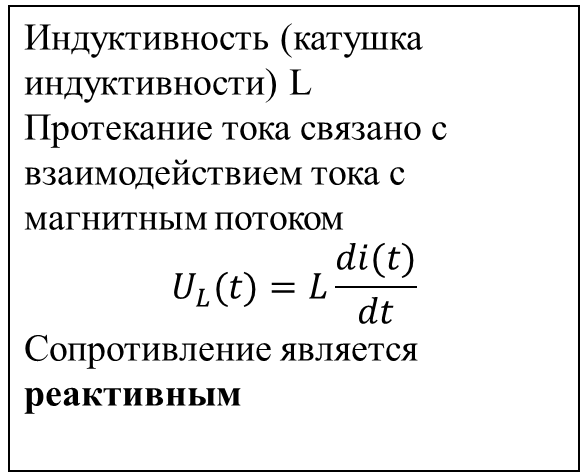 Индуктивность (катушка
индуктивности) L
Протекание тока связано с
взаимодействием тока с
магнитным потоком
U_L(t) = L di(t)/dt
Сопротивление является
реактивным